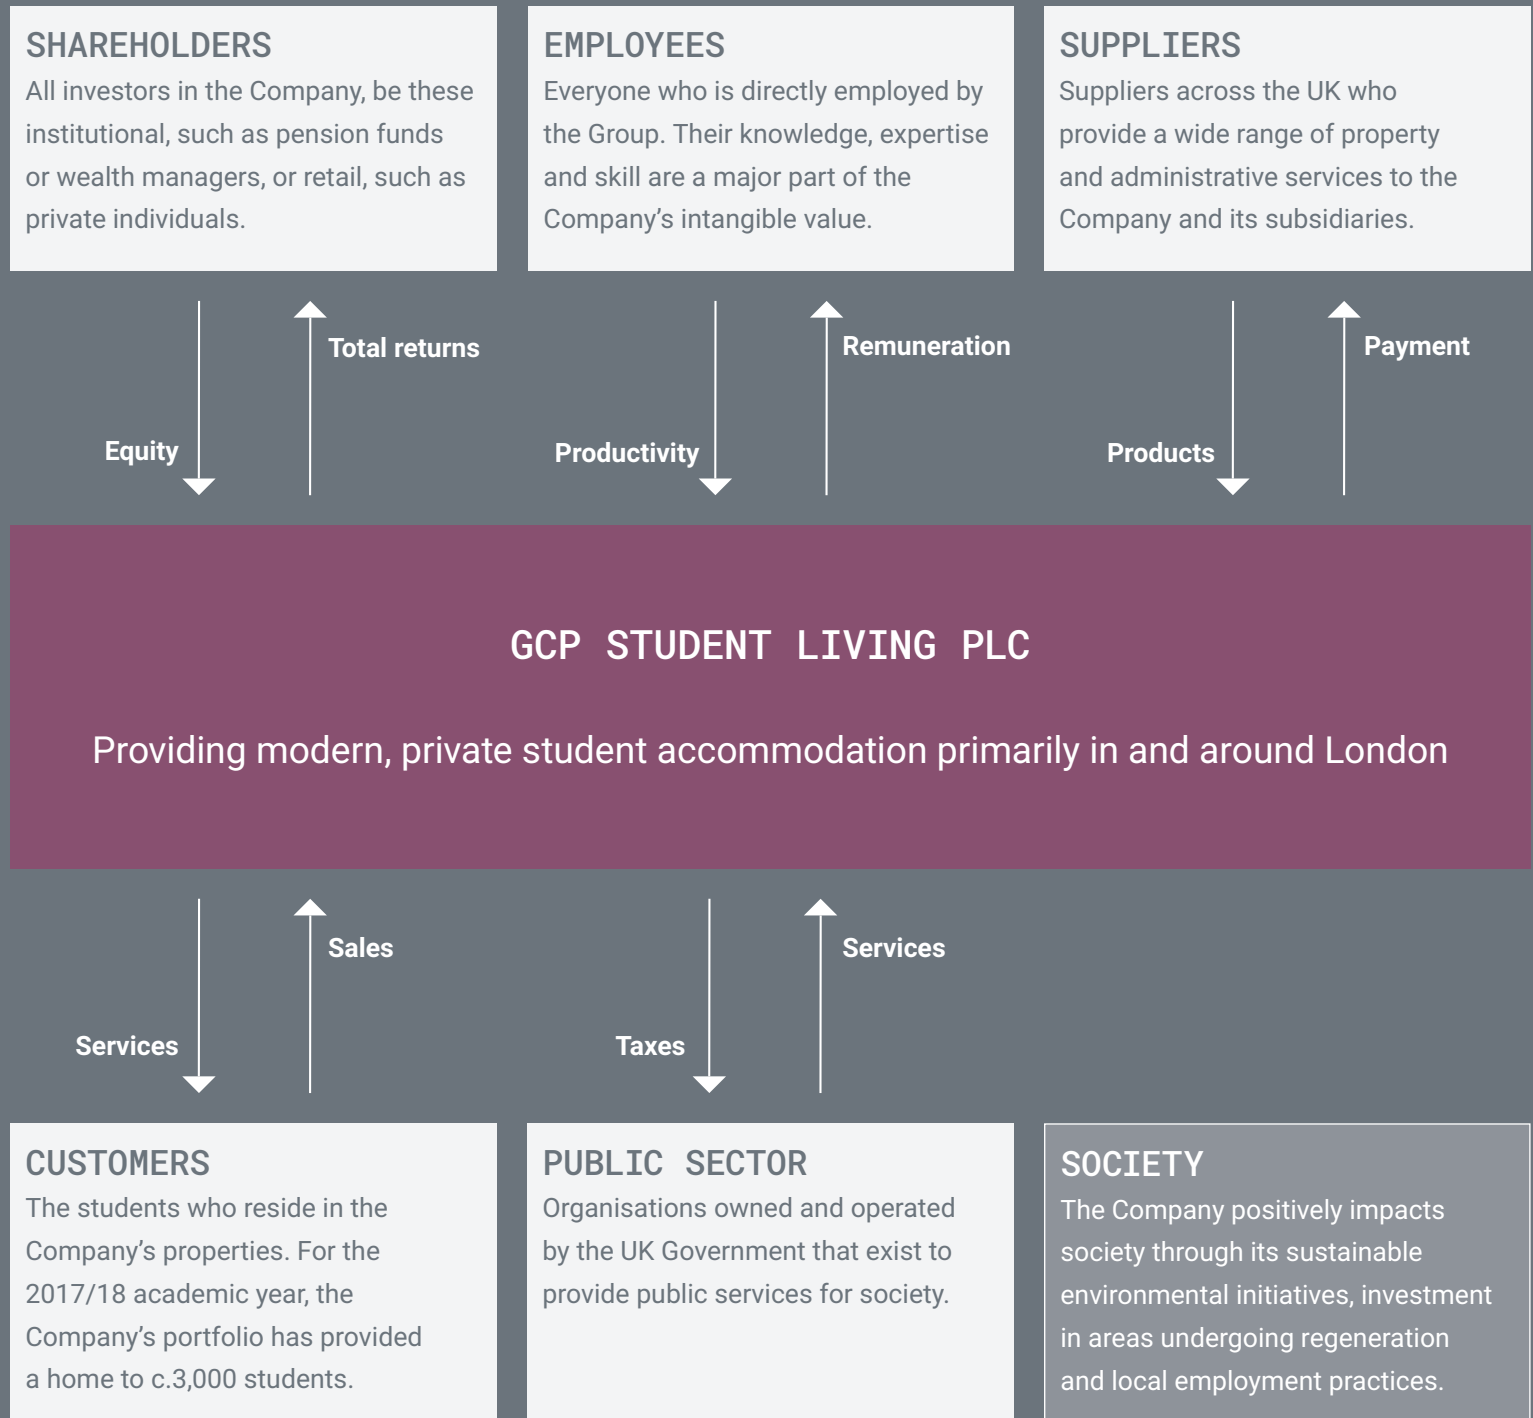 SHAREHOLDERS
All investors in the Company, be these
institutional, such as pension funds
or wealth managers, or retail, such as
private individuals.
EMPLOYEES
Everyone who is directly employed by
the Group. Their knowledge, expertise
and skill are a major part of the
Company’s intangible value.
SUPPLIERS
Suppliers across the UK who
provide a wide range of property
and administrative services to the
Company and its subsidiaries.
Total returns
Equity
Remuneration
Productivity
Payment
Products
GCP STUDENT LIVING PLC
Providing modern, private student accommodation primarily in and around London
Sales
Services
Services
Taxes
CUSTOMERS
The students who reside in the
Company’s properties. For the
2017/18 academic year, the
Company’s portfolio has provided
a home to c.3,000 students.
PUBLIC SECTOR
Organisations owned and operated
by the UK Government that exist to
provide public services for society.
SOCIETY
The Company positively impacts
society through its sustainable
environmental initiatives, investment
in areas undergoing regeneration
and local employment practices.